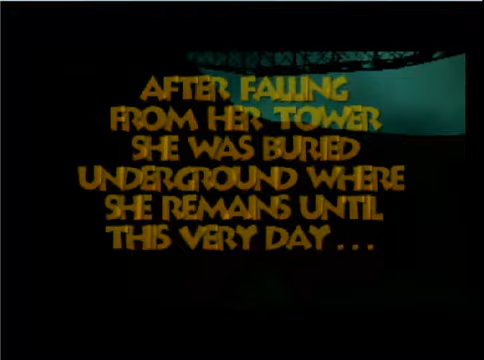 AFTER FALLING
FROM HER TOWER
SHE WAS BURIED
UNDERGROUND WHERE
SHE REMAINS UNTIL
THIS VERY DAY...